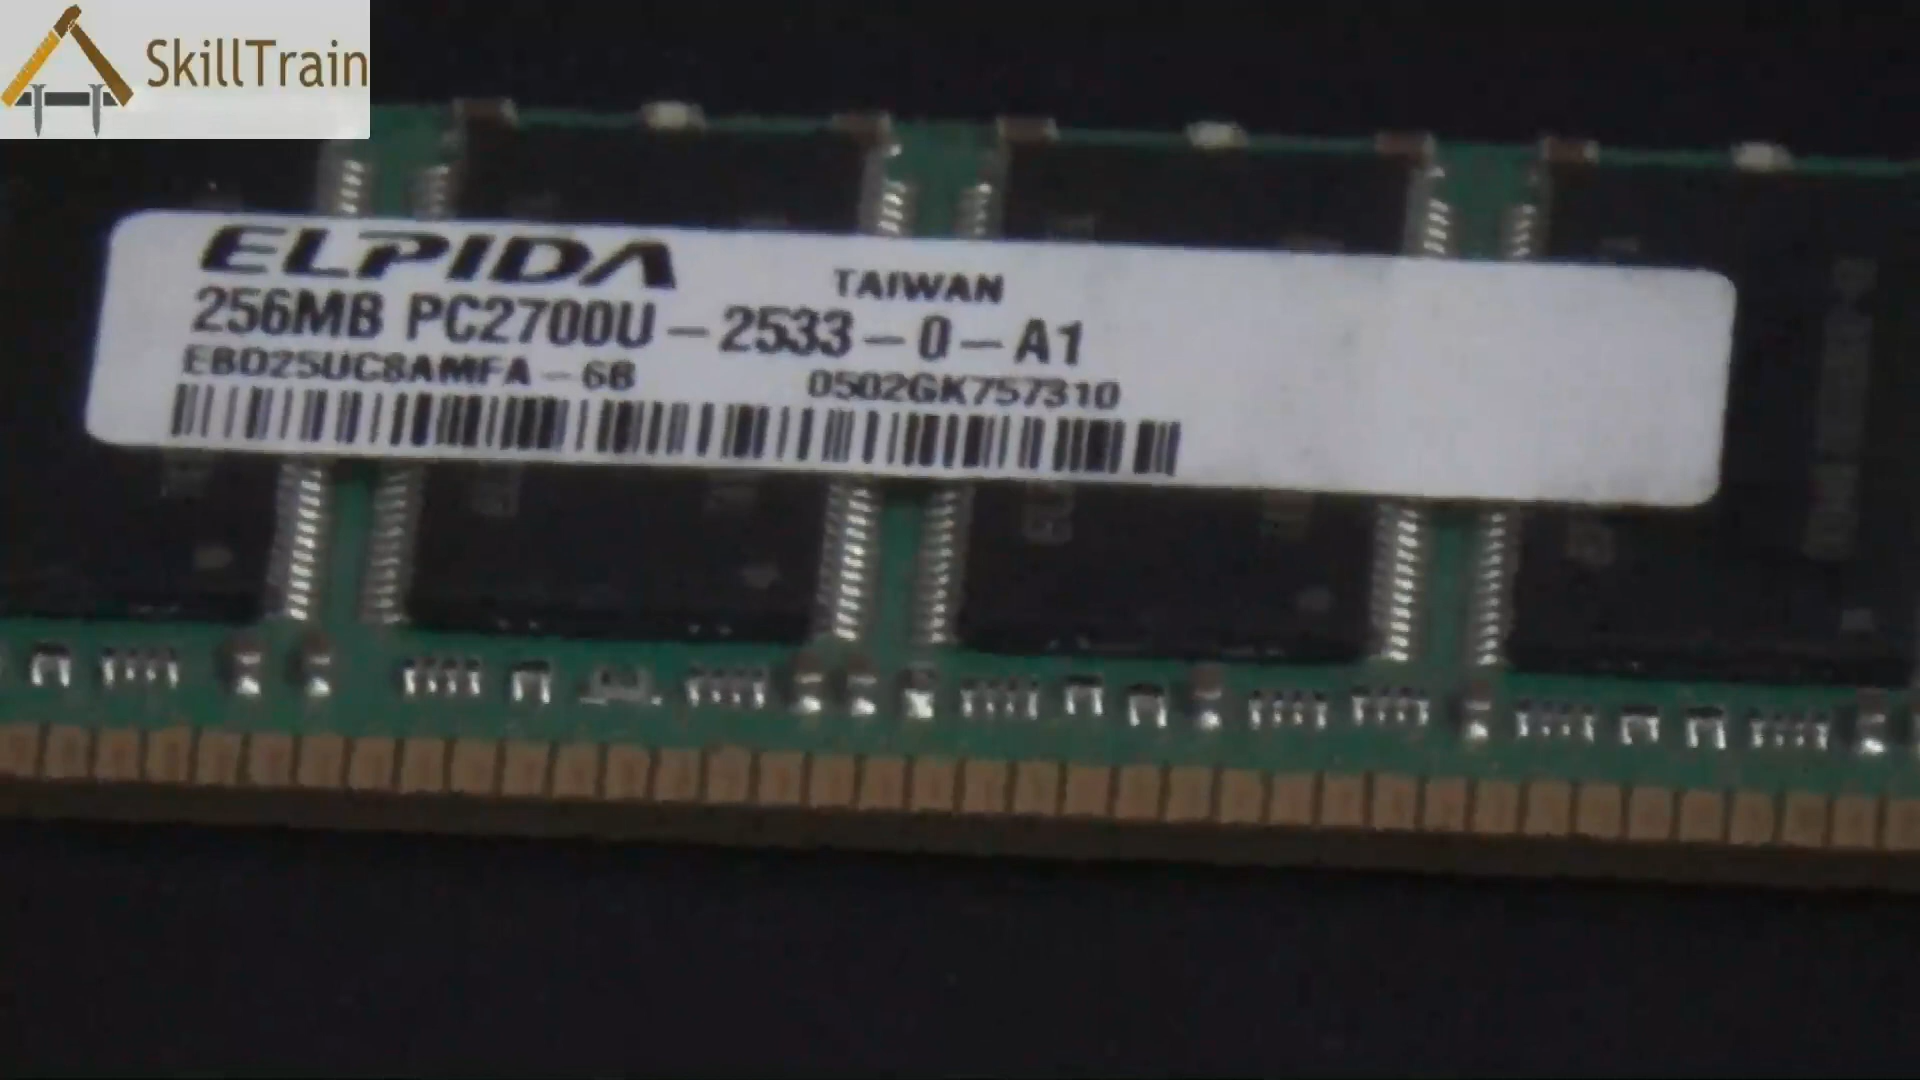 SkillTrain
ELPIDA
TAIWAN
256MB PC2700U-2533-0-A1
EBD25UC8AMFA-6B 0502GK757310